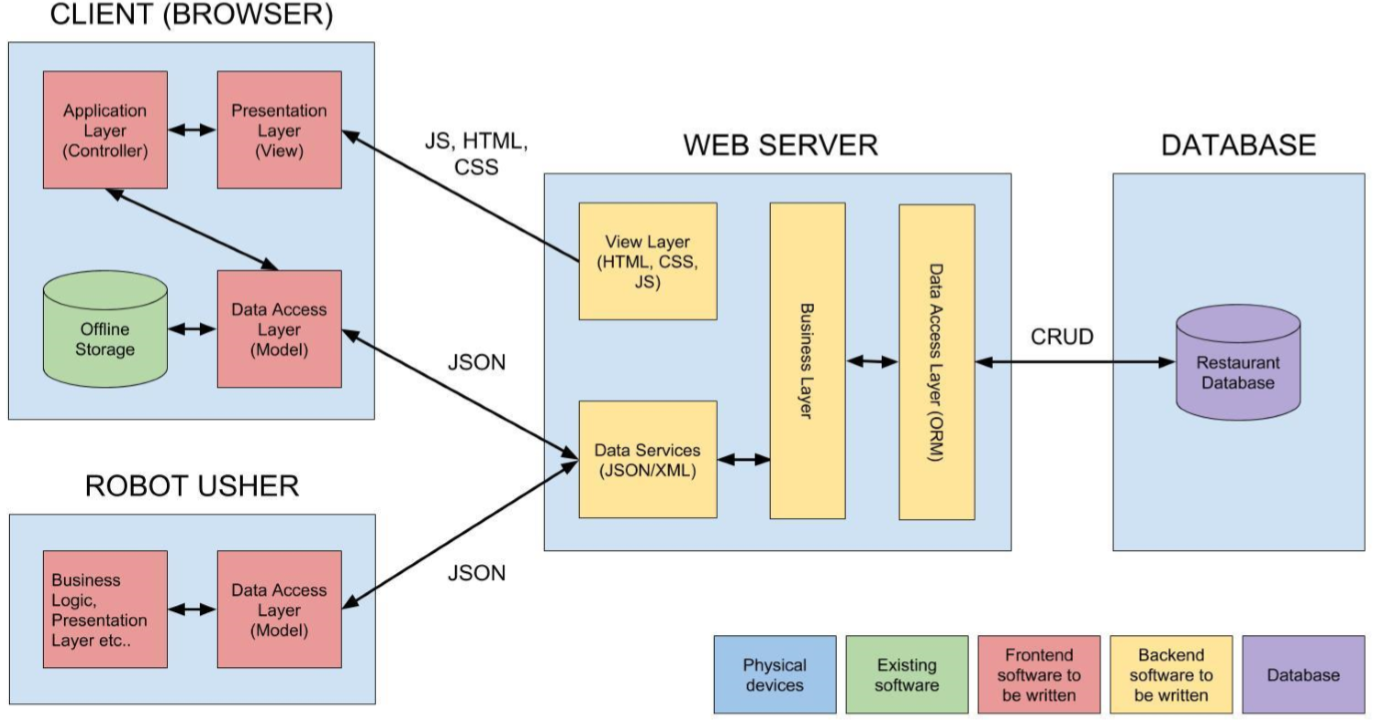 CLIENT (BROWSER)
Application
Layer
(Controller)
Presentation
Layer
(View)
Offline
Storage
Data Access
Layer
(Model)
JS, HTML,
CSS
JSON
ROBOT USHER
Business
Logic,
Presentation
Layer etc..
Data Access
Layer
(Model)
JSON
WEB SERVER
View Layer
(HTML, CSS,
JS)
Data Services
(JSON/XML)
Business Layer
Data Access Layer (ORM)
CRUD
DATABASE
Restaurant
Database
Physical
devices
Existing
software
Frontend
software to
be written
Backend
software to
be written
Database